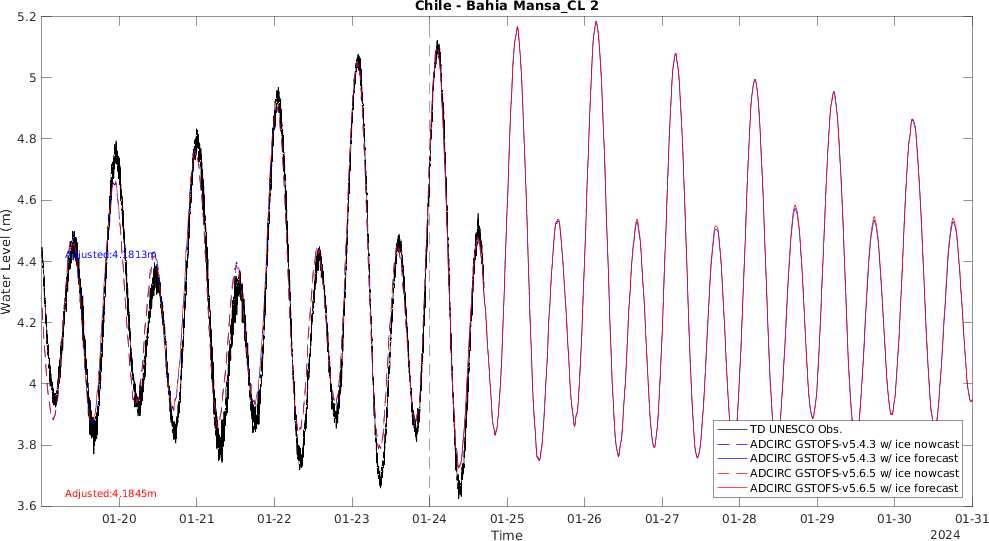 Chile - Bahia Mansa_CL 2
5.2
5
4.8
4.6
4.4
4.2
4
3.8
3.6
Water Level (m)
Adjusted:4.1813m
Adjusted:4.1845m
TD UNESCO Obs.
ADCIRC GSTOFS-v5.4.3 w/ ice nowcast
ADCIRC GSTOFS-v5.4.3 w/ ice forecast
ADCIRC GSTOFS-v5.6.5 w/ ice nowcast
ADCIRC GSTOFS-v5.6.5 w/ ice forecast
01-20 01-21 01-22 01-23 01-24 01-25 01-26 01-27 01-28 01-29 01-30 01-31
Time
2024